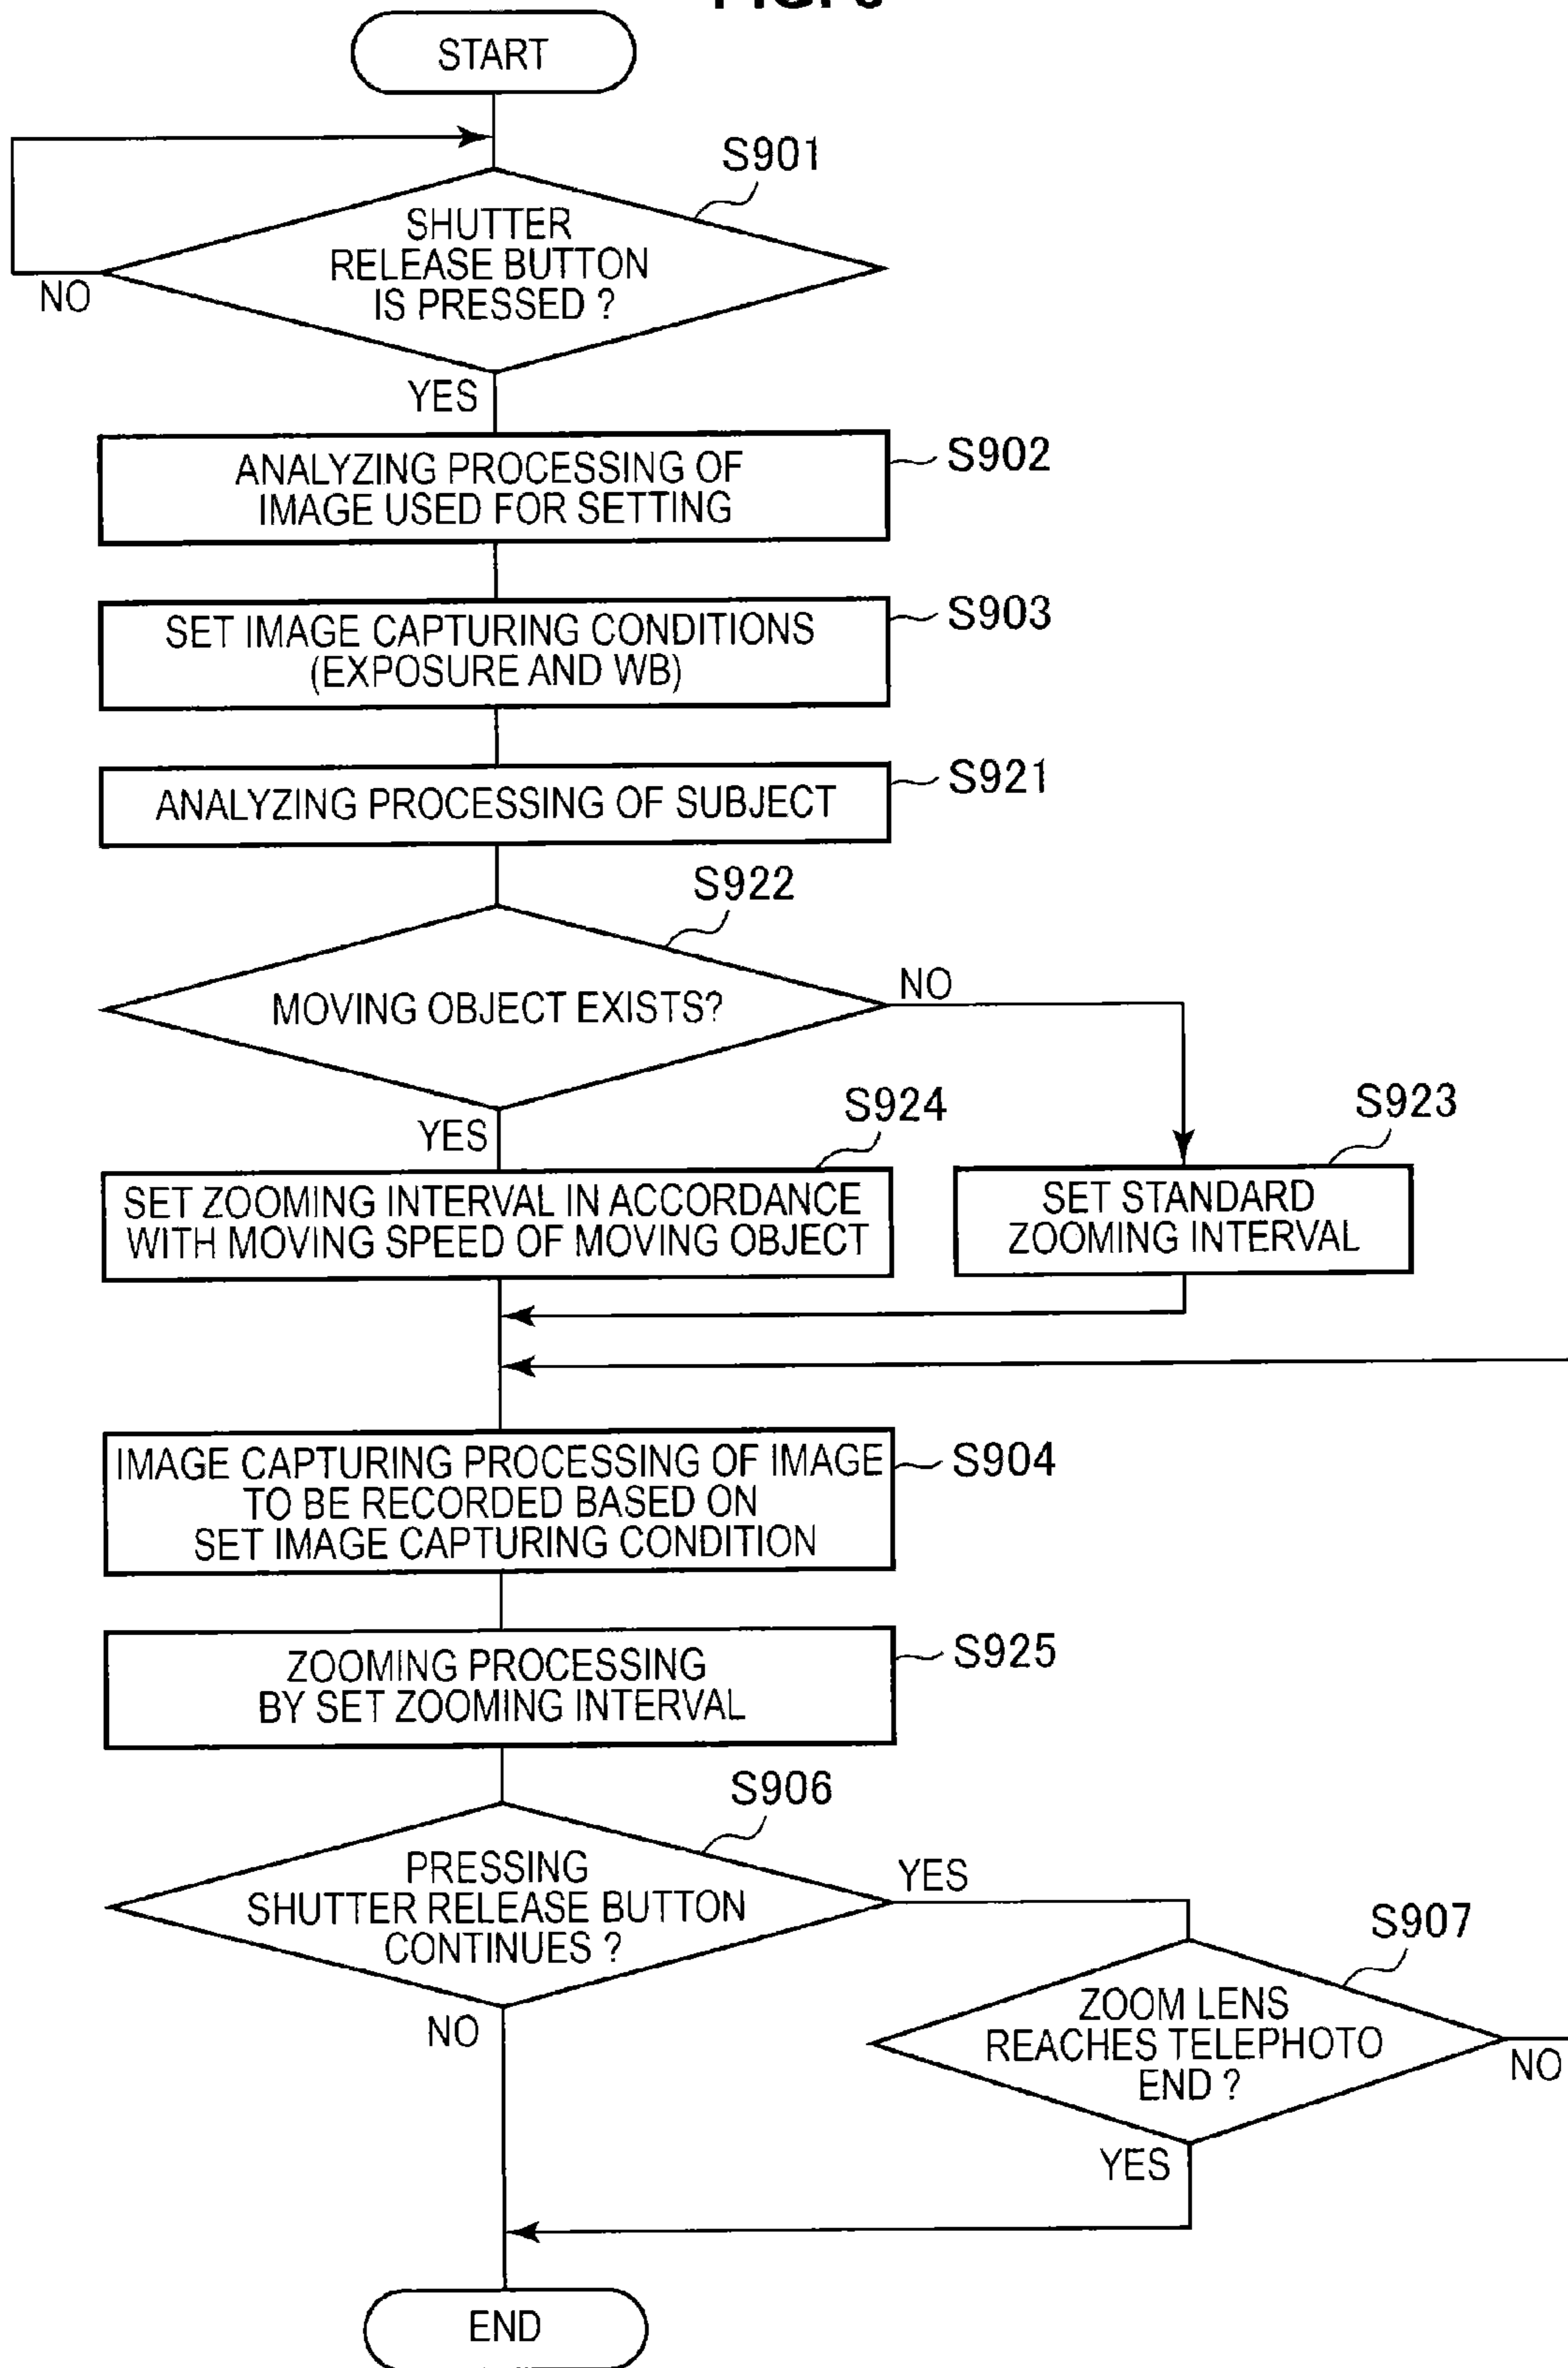 START
S901
SHUTTER
RELEASE BUTTON
IS PRESSED ?
NO
YES
ANALYZING PROCESSING OF
IMAGE USED FOR SETTING
S902
SET IMAGE CAPTURING CONDITIONS
(EXPOSURE AND WB)
S903
ANALYZING PROCESSING OF SUBJECT
S921
S922
MOVING OBJECT EXISTS?
NO
YES
S924
SET ZOOMING INTERVAL IN ACCORDANCE
WITH MOVING SPEED OF MOVING OBJECT
S923
SET STANDARD
ZOOMING INTERVAL
IMAGE CAPTURING PROCESSING OF IMAGE
TO BE RECORDED BASED ON
SET IMAGE CAPTURING CONDITION
S904
ZOOMING PROCESSING
BY SET ZOOMING INTERVAL
S925
S906
PRESSING
SHUTTER RELEASE BUTTON
CONTINUES ?
YES
NO
S907
ZOOM LENS
REACHES TELEPHOTO
END ?
NO
YES
END